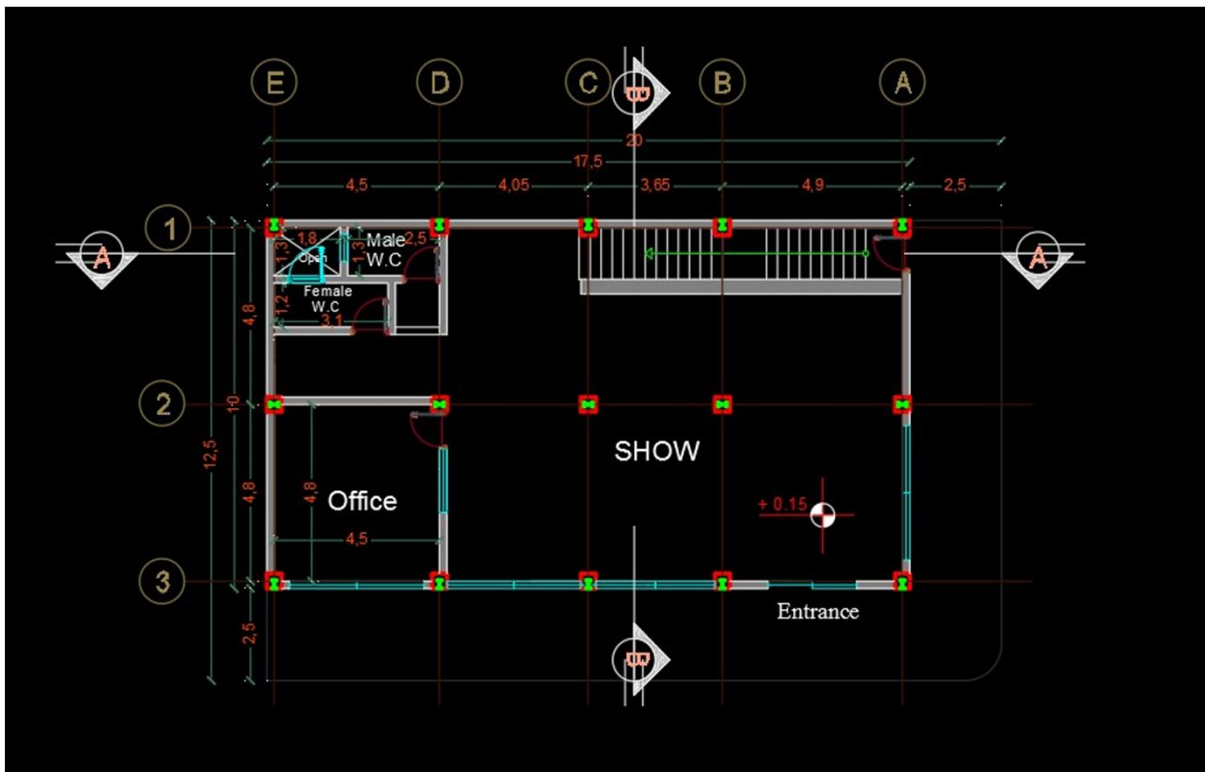 E D C B A
B
20
17,5
4,5 4,05 3,65 4,9 2,5
1
A
1,8
1,3
Open
1,3
Male
W.C
2,5
A
Female
W.C
1,2
3,1
4,8
2
10
12,5
SHOW
4,8
4,8
Office
+ 0.15
4,5
3
Entrance
2,5
B